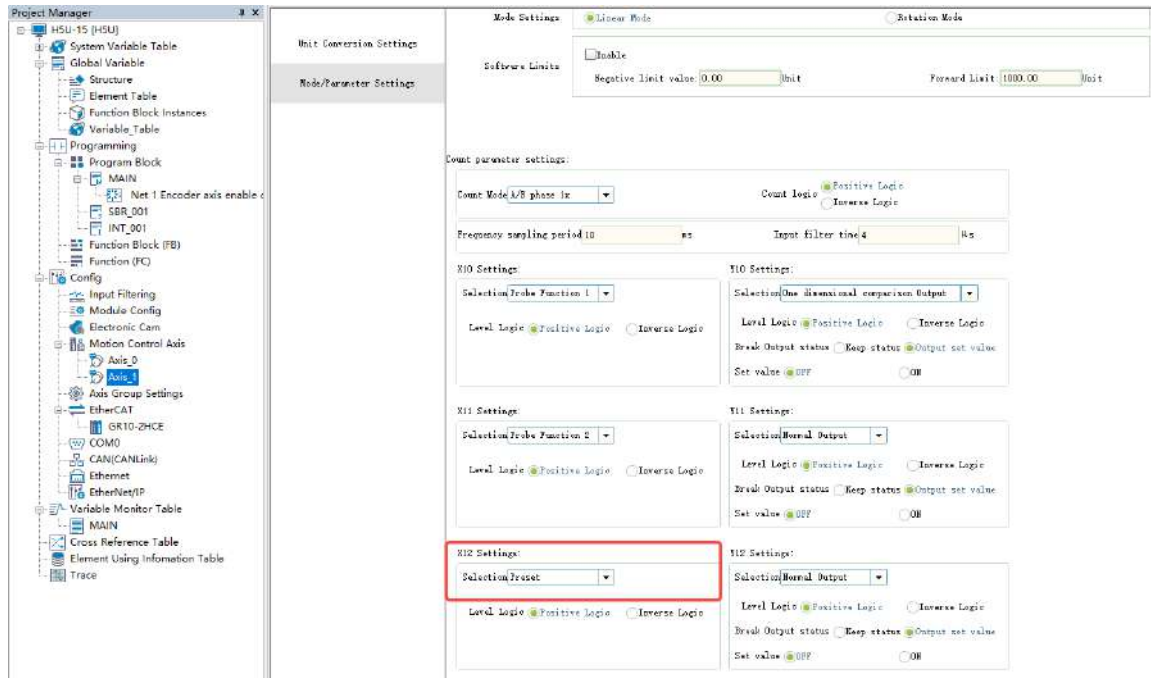 Project Manager
H5U-15 [H5U]
System Variable Table
Global Variable
Structure
Element Table
Function Block Instances
Variable_Table
Programming
Program Block
MAIN
Net 1 Encoder axis enable
SBR_001
INT_001
Function Block (FB)
Function (FC)
Config
Input Filtering
Module Config
Electronic Cam
Motion Control Axis
Axis_0
Axis_1
Axis Group Settings
EtherCAT
GR10-2HCE
COM0
CAN(CANLink)
Ethernet
EtherNet/IP
Variable Monitor Table
MAIN
Cross Reference Table
Element Using Infomation Table
Trace
Unit Conversion Settings
Mode/Parameter Settings
Mode Settings Linear Mode Rotation Mode
Software Limits
Enable
Negative limit value: 0.00 Unit Forward Limit: 1000.00 Unit
Count parameter settings:
Count Mode A/B phase 1x
Count logic Positive Logic
Inverse Logic
Frequency sampling period 10 ms Input filter time 4
X10 Settings:
Selection Probe Function 1
Level Logic Positive Logic Inverse Logic
Y10 Settings:
Selection One dimensional comparison Output
Level Logic Positive Logic Inverse Logic
Break Output status Keep status Output set value
Set value OFF ON
X11 Settings:
Selection Probe Function 2
Level Logic Positive Logic Inverse Logic
Y11 Settings:
Selection Normal Output
Level Logic Positive Logic Inverse Logic
Break Output status Keep status Output set value
Set value OFF ON
X12 Settings:
Selection Preset
Level Logic Positive Logic Inverse Logic
Y12 Settings:
Selection Normal Output
Level Logic Positive Logic Inverse Logic
Break Output status Keep status Output set value
Set value OFF ON